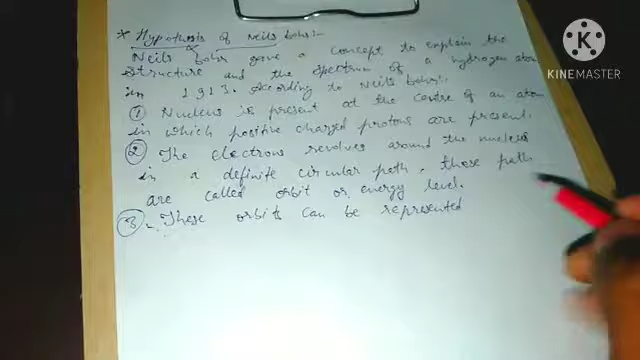 * Hypothesis of Neils bohr:-
Neils bohr gave a concept to explain the
structure and the spectrum of a hydrogen atom
in 1913. According to Neils bohr:
① Nucleus is present at the centre of an atom
in which positive charged protons are present.
② The electrons revolves around the nucleus
in a definite circular path. These path
are called orbit or energy level.
③ These orbits can be represented
KINEMASTER